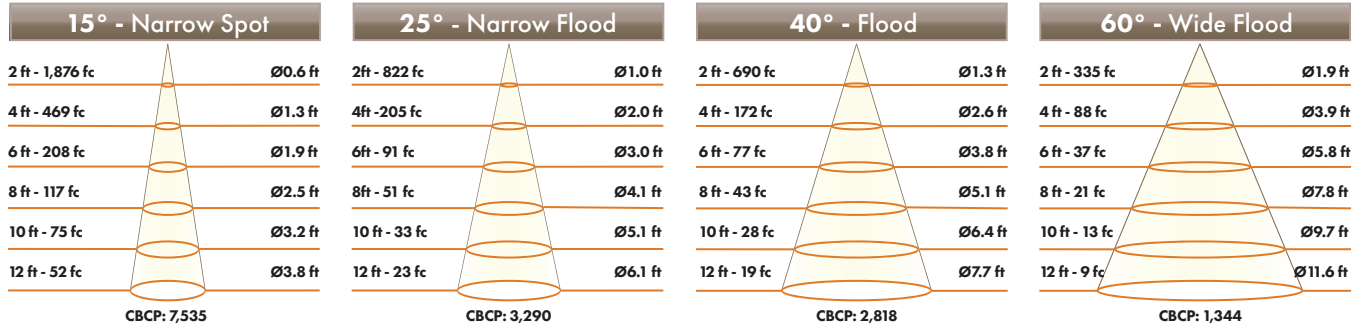 15° - Narrow Spot
2 ft - 1,876 fc Ø0.6 ft
4 ft - 469 fc Ø1.3 ft
6 ft - 208 fc Ø1.9 ft
8 ft - 117 fc Ø2.5 ft
10 ft - 75 fc Ø3.2 ft
12 ft - 52 fc Ø3.8 ft
CBCP: 7,535
25° - Narrow Flood
2ft - 822 fc Ø1.0 ft
4ft -205 fc Ø2.0 ft
6ft - 91 fc Ø3.0 ft
8ft - 51 fc Ø4.1 ft
10 ft - 33 fc Ø5.1 ft
12 ft - 23 fc Ø6.1 ft
CBCP: 3,290
40° - Flood
2 ft - 690 fc Ø1.3 ft
4 ft - 172 fc Ø2.6 ft
6 ft - 77 fc Ø3.8 ft
8 ft - 43 fc Ø5.1 ft
10 ft - 28 fc Ø6.4 ft
12 ft - 19 fc Ø7.7 ft
CBCP: 2,818
60° - Wide Flood
2 ft - 335 fc Ø1.9 ft
4 ft - 88 fc Ø3.9 ft
6 ft - 37 fc Ø5.8 ft
8 ft - 21 fc Ø7.8 ft
10 ft - 13 fc Ø9.7 ft
12 ft - 9 fc Ø11.6 ft
CBCP: 1,344